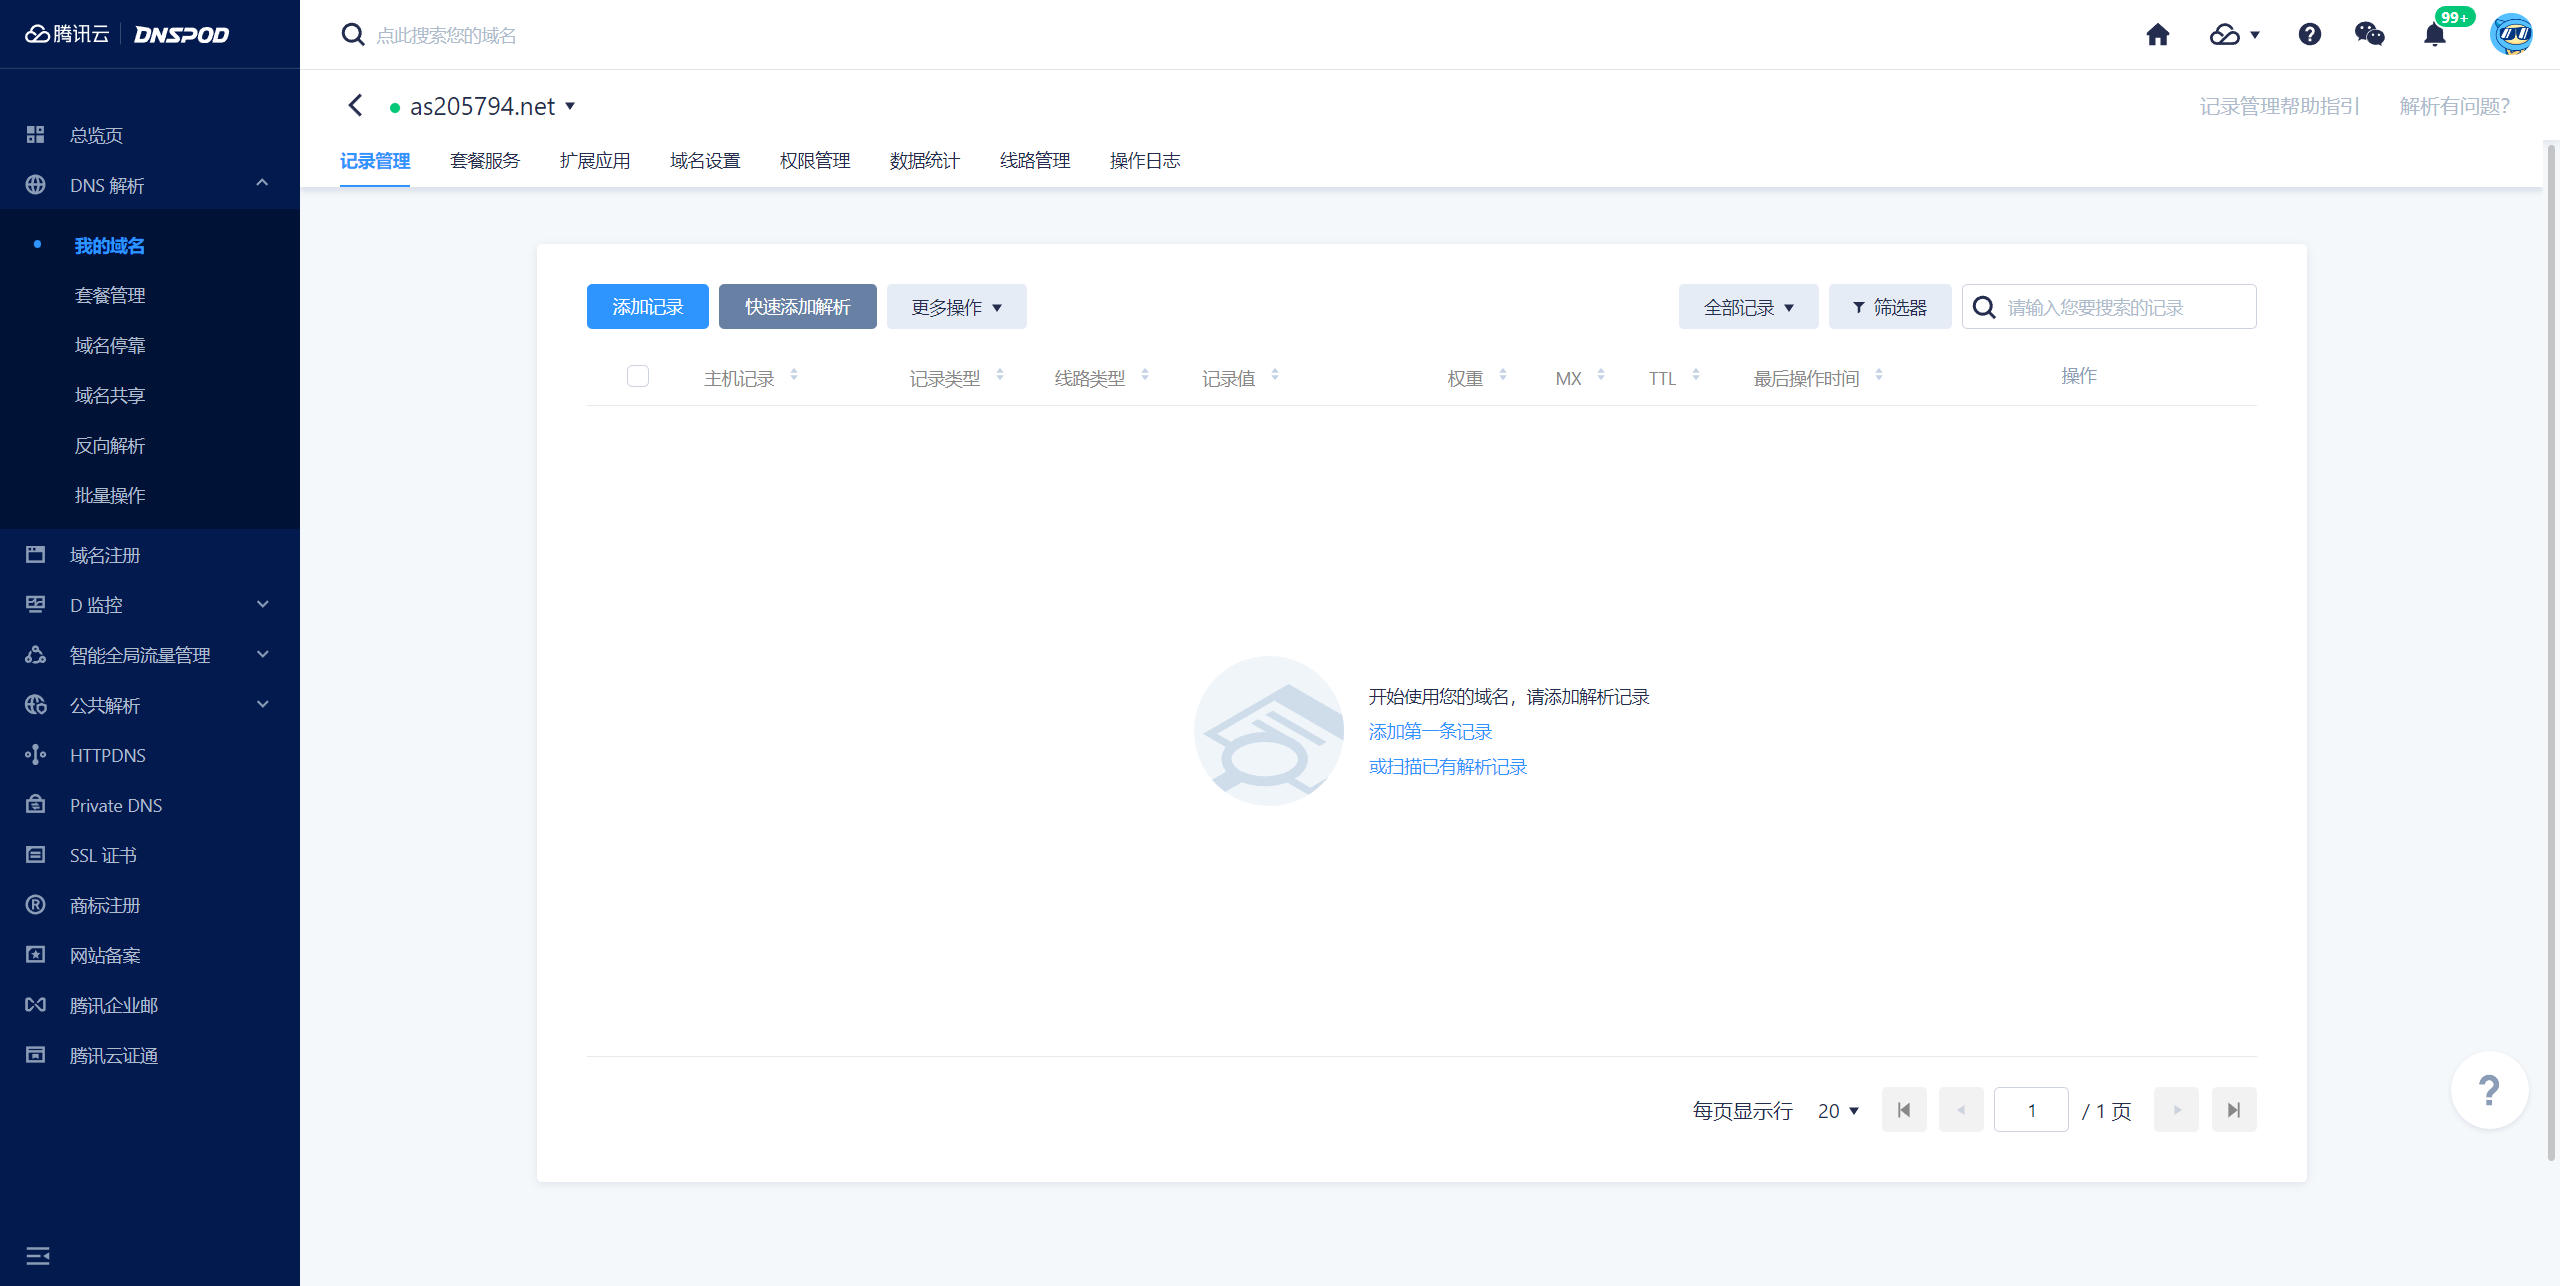 腾讯云 DNSPOD
点此搜索您的域名
99+
总览页
DNS 解析
我的域名
套餐管理
域名停靠
域名共享
反向解析
批量操作
域名注册
D 监控
智能全局流量管理
公共解析
HTTPDNS
Private DNS
SSL 证书
商标注册
网站备案
腾讯企业邮
腾讯云证通
as205794.net
记录管理帮助指引 解析有问题?
记录管理 套餐服务 扩展应用 域名设置 权限管理 数据统计 线路管理 操作日志
添加记录 快速添加解析 更多操作 全部记录 筛选器 请输入您要搜索的记录
主机记录 记录类型 线路类型 记录值 权重 MX TTL 最后操作时间 操作
开始使用您的域名，请添加解析记录
添加第一条记录
或扫描已有解析记录
每页显示行 20 1 / 1 页
?